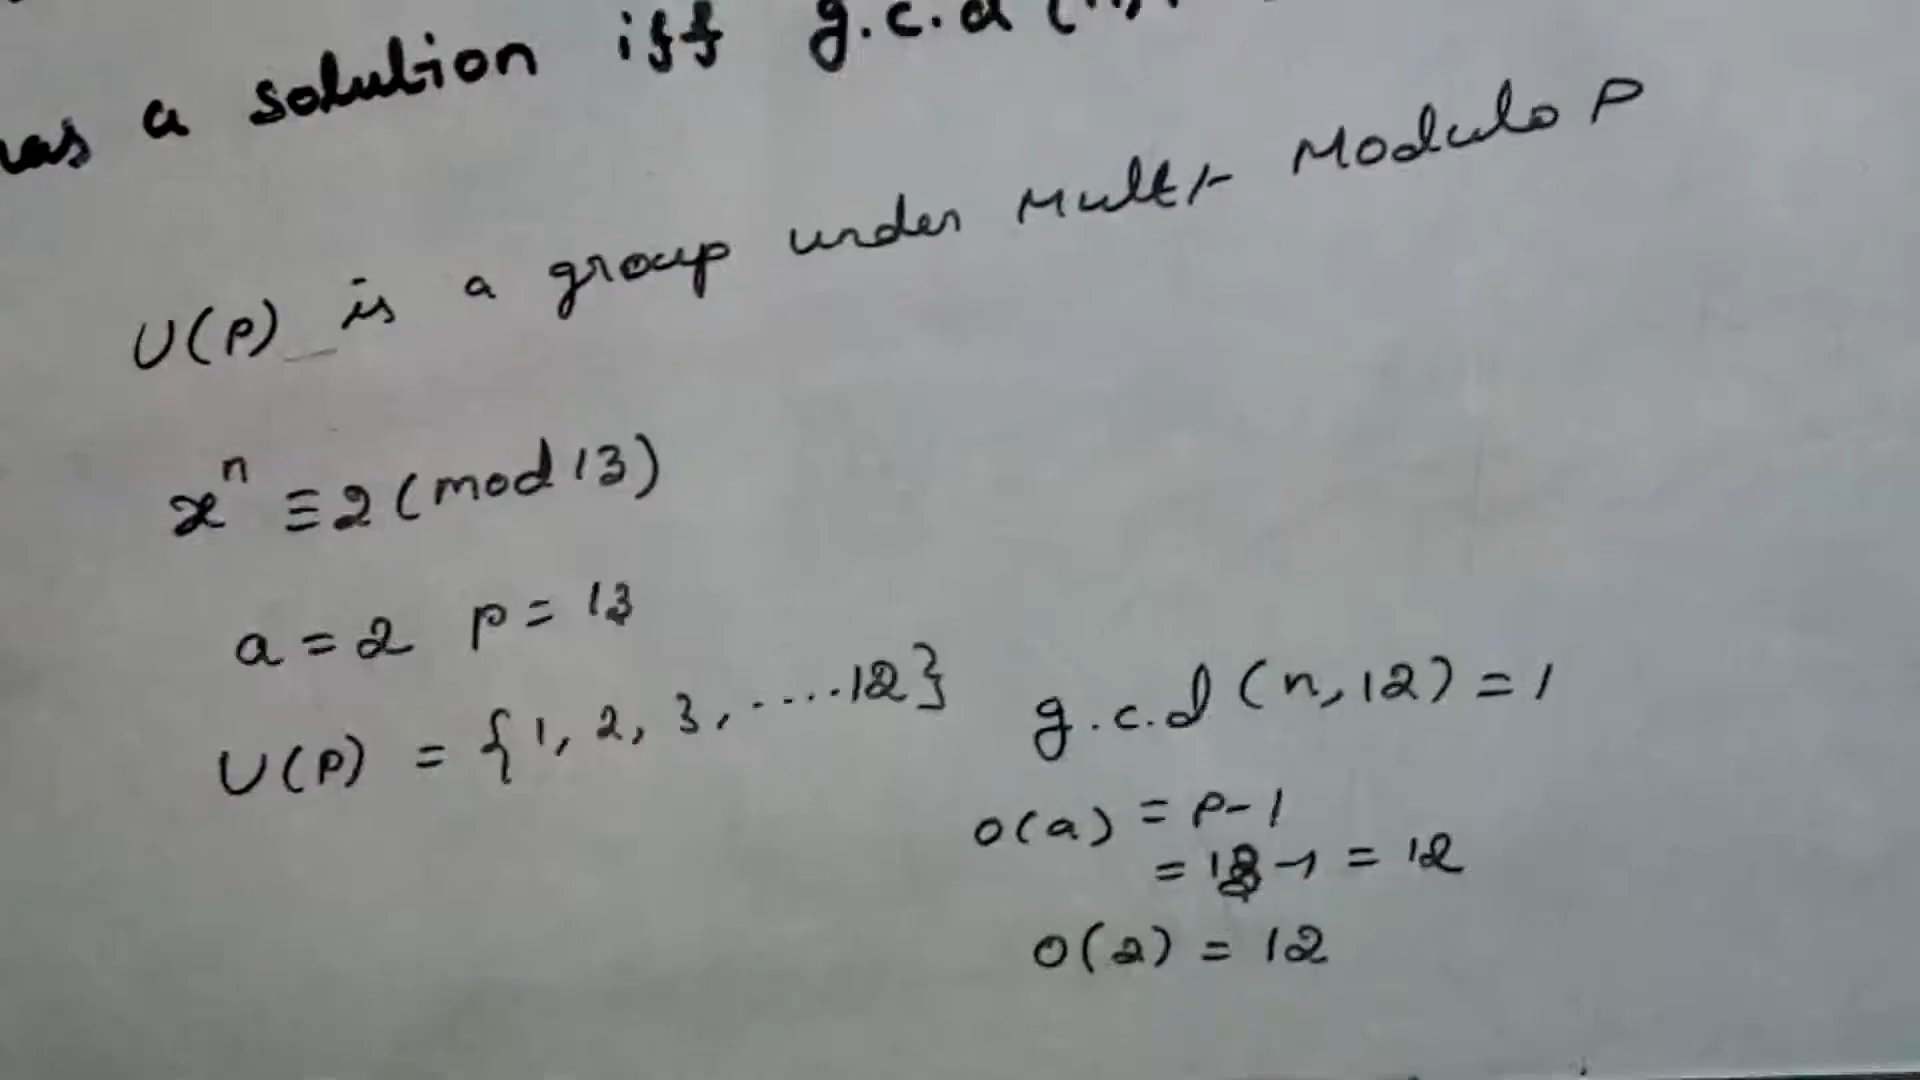 has a solution iff g.c.d (n,
U(P) is a group under Mult/- Modulo P
xⁿ ≡ 2 (mod 13)
a = 2 p = 13
U(P) = {1, 2, 3, .....12}
g.c.d (n, 12) = 1
o(a) = P-1
= 13 -1 = 12
o(2) = 12